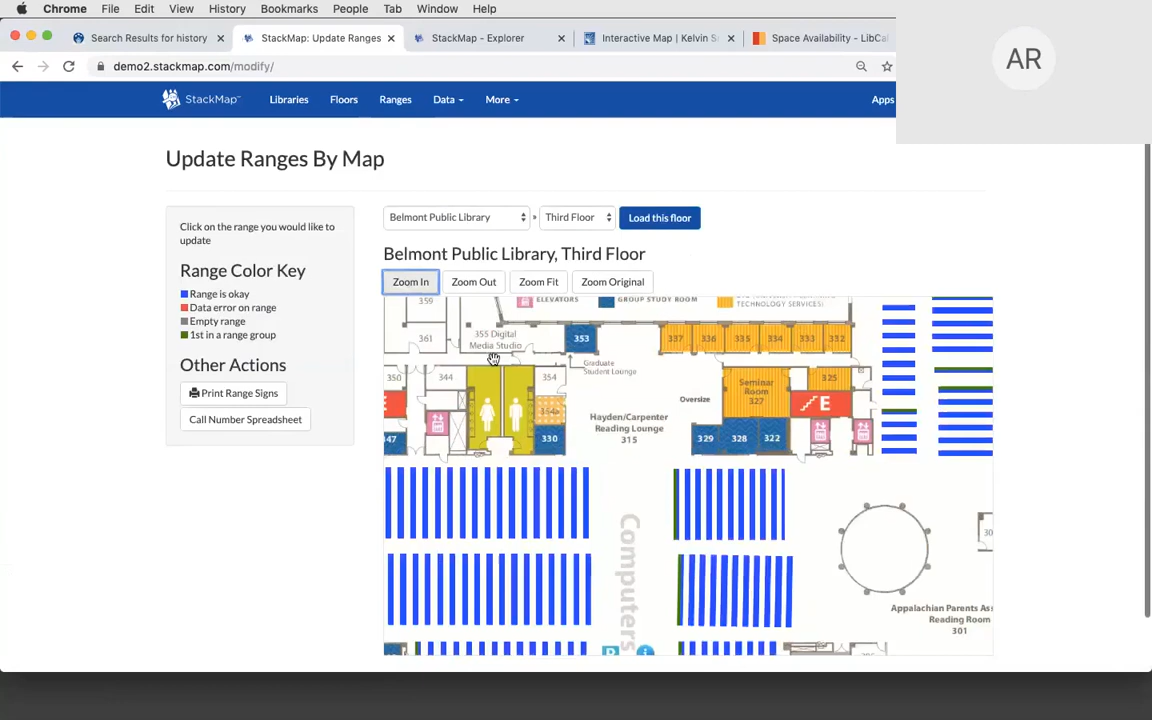 Chrome File Edit View History Bookmarks People Tab Window Help
Search Results for history
StackMap: Update Ranges
StackMap - Explorer
Interactive Map | Kelvin S
Space Availability - LibCal
demo2.stackmap.com/modify/
AR
StackMap™ Libraries Floors Ranges Data More Apps
Update Ranges By Map
Click on the range you would like to
update
Range Color Key
Range is okay
Data error on range
Empty range
1st in a range group
Other Actions
Print Range Signs
Call Number Spreadsheet
Belmont Public Library » Third Floor Load this floor
Belmont Public Library, Third Floor
Zoom In Zoom Out Zoom Fit Zoom Original
359
ELEVATORS
GROUP STUDY ROOM
TECHNOLOGY SERVICES)
361
355 Digital
Media Studio
353
337 336 335 334 333 332
Graduate
Student Lounge
350
344
354
354a
330
347
E
Oversize
Hayden/Carpenter
Reading Lounge
315
Seminar
Room
327
325
E
329 328 322
Computers
Appalachian Parents As
Reading Room
301
P
i